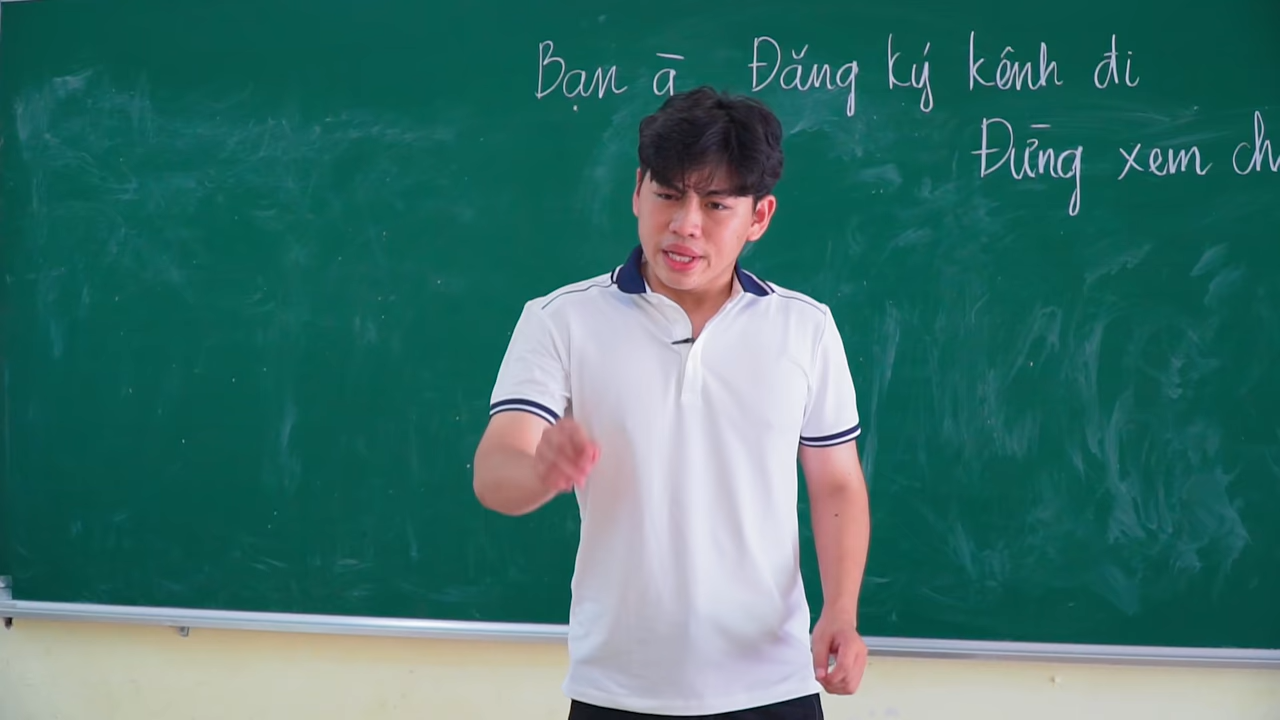 Bạn ā Đăng ký kênh đi
Đừng xem